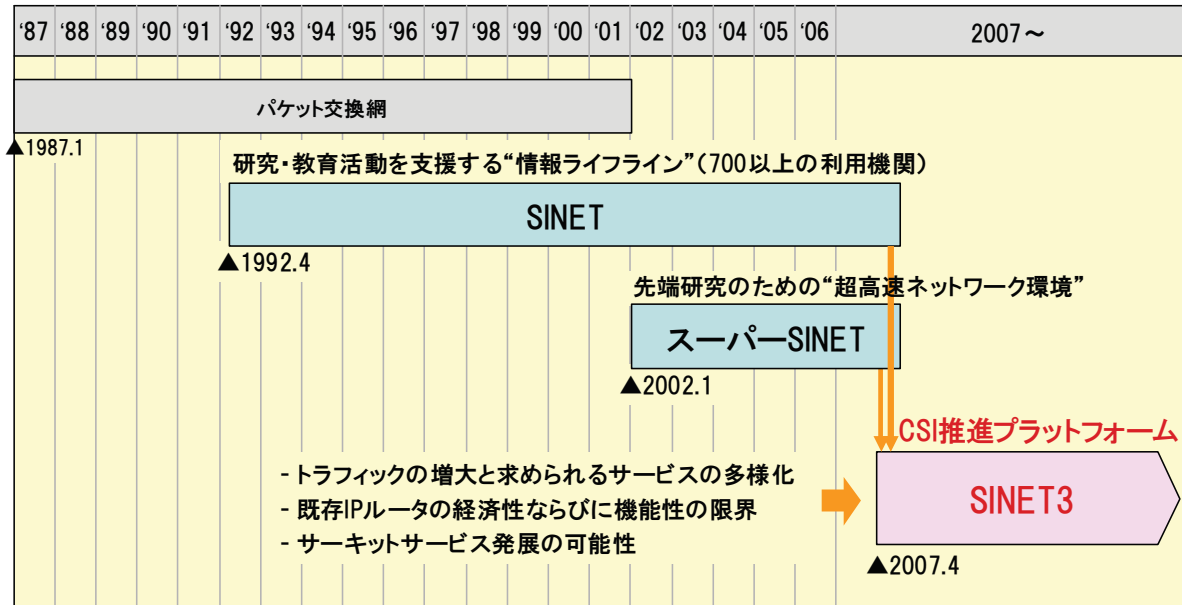 ‘87 ‘88 ‘89 ‘90 ‘91 ‘92 ‘93 ‘94 ‘95 ‘96 ‘97 ‘98 ‘99 ‘00 ‘01 ‘02 ‘03 ‘04 ‘05 ‘06 2007～
パケット交換網
▲1987.1
研究・教育活動を支援する“情報ライフライン”（700以上の利用機関）
SINET
▲1992.4
先端研究のための“超高速ネットワーク環境”
スーパーSINET
▲2002.1
CSI推進プラットフォーム
- トラフィックの増大と求められるサービスの多様化
- 既存IPルータの経済性ならびに機能性の限界
- サーキットサービス発展の可能性
SINET3
▲2007.4